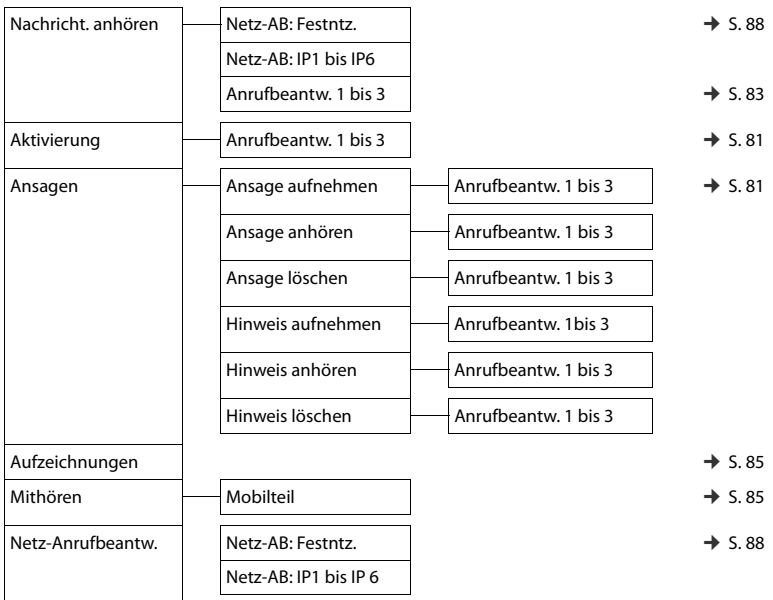 Nachricht. anhören Netz-AB: Festntz. ➔ S. 88
Netz-AB: IP1 bis IP6
Anrufbeantw. 1 bis 3 ➔ S. 83
Aktivierung Anrufbeantw. 1 bis 3 ➔ S. 81
Ansagen Ansage aufnehmen Anrufbeantw. 1 bis 3 ➔ S. 81
Ansage anhören Anrufbeantw. 1 bis 3
Ansage löschen Anrufbeantw. 1 bis 3
Hinweis aufnehmen Anrufbeantw. 1bis 3
Hinweis anhören Anrufbeantw. 1 bis 3
Hinweis löschen Anrufbeantw. 1 bis 3
Aufzeichnungen ➔ S. 85
Mithören Mobilteil ➔ S. 85
Netz-Anrufbeantw. Netz-AB: Festntz. ➔ S. 88
Netz-AB: IP1 bis IP 6